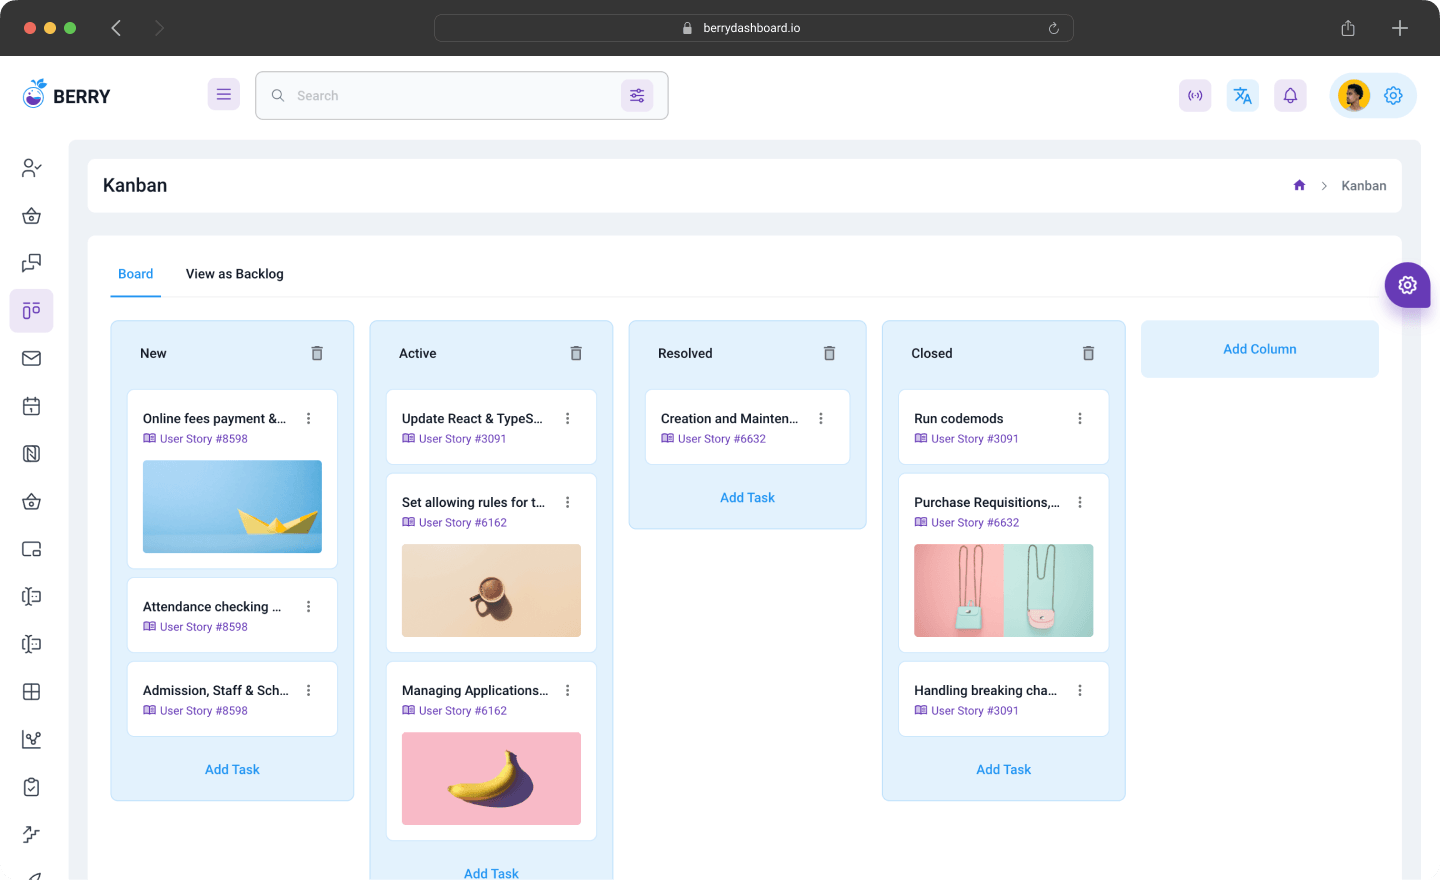 berrydashboard.io
BERRY
Search
Kanban
Kanban
Board
View as Backlog
New
Online fees payment &...
User Story #8598
Attendance checking ...
User Story #8598
Admission, Staff & Sch...
User Story #8598
Add Task
Active
Update React & TypeS...
User Story #3091
Set allowing rules for t...
User Story #6162
Managing Applications...
User Story #6162
Add Task
Resolved
Creation and Mainten...
User Story #6632
Add Task
Closed
Run codemods
User Story #3091
Purchase Requisitions,...
User Story #6632
Handling breaking cha...
User Story #3091
Add Task
Add Column